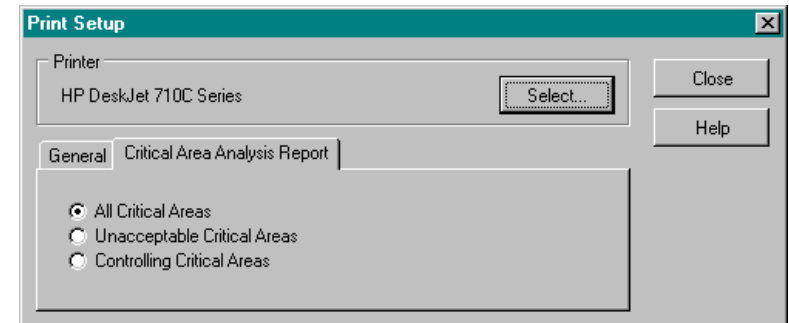 Print Setup
Printer
HP DeskJet 710C Series
Select...
Close
Help
General
Critical Area Analysis Report
All Critical Areas
Unacceptable Critical Areas
Controlling Critical Areas